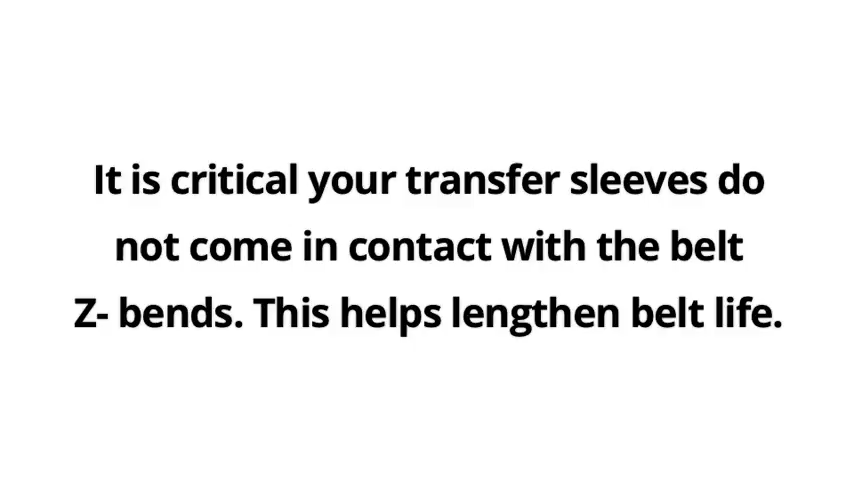 It is critical your transfer sleeves do
not come in contact with the belt
Z- bends. This helps lengthen belt life.